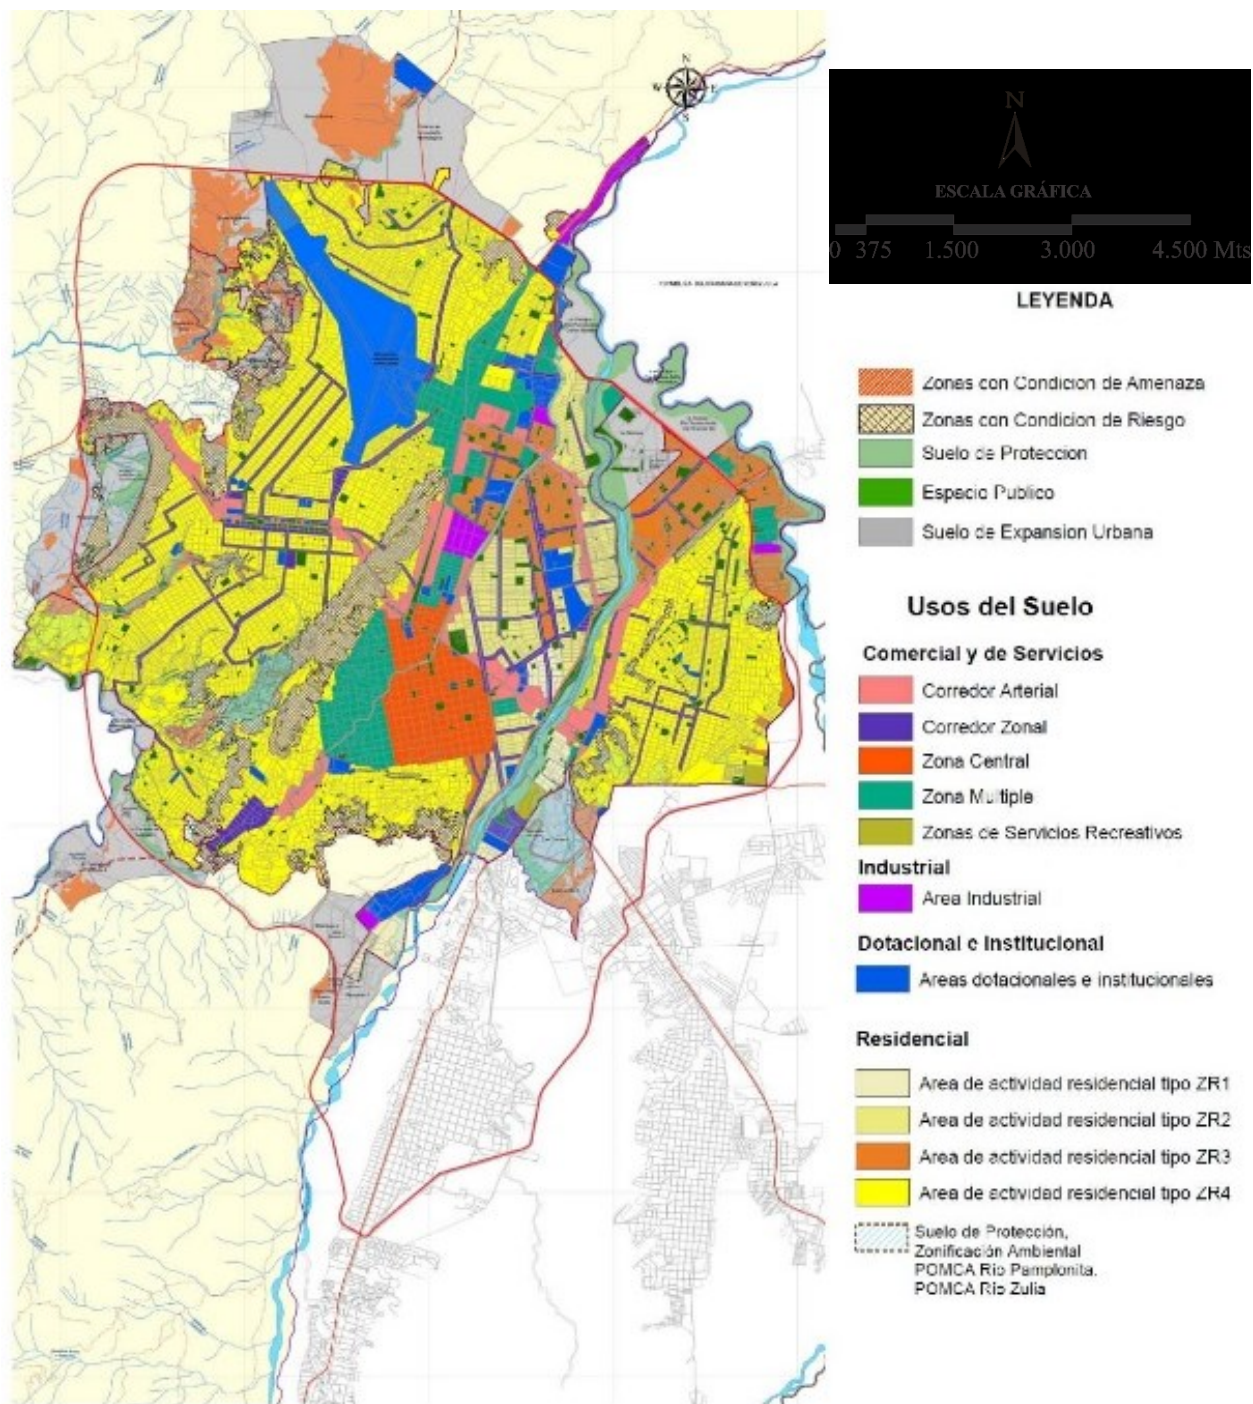 N
W
E
S
N
ESCALA GRÁFICA
0 375 1.500 3.000 4.500 Mts
LEYENDA
Zonas con Condicion de Amenaza
Zonas con Condicion de Riesgo
Suelo de Proteccion
Espacio Publico
Suelo de Expansion Urbana
Usos del Suelo
Comercial y de Servicios
Corredor Arterial
Corredor Zonal
Zona Central
Zona Multiple
Zonas de Servicios Recreativos
Industrial
Area Industrial
Dotacional e Institucional
Areas dotacionales e institucionales
Residencial
Area de actividad residencial tipo ZR1
Area de actividad residencial tipo ZR2
Area de actividad residencial tipo ZR3
Area de actividad residencial tipo ZR4
Suelo de Protección,
Zonificación Ambiental
POMCA Rio Pamplonita.
POMCA Rio Zulia